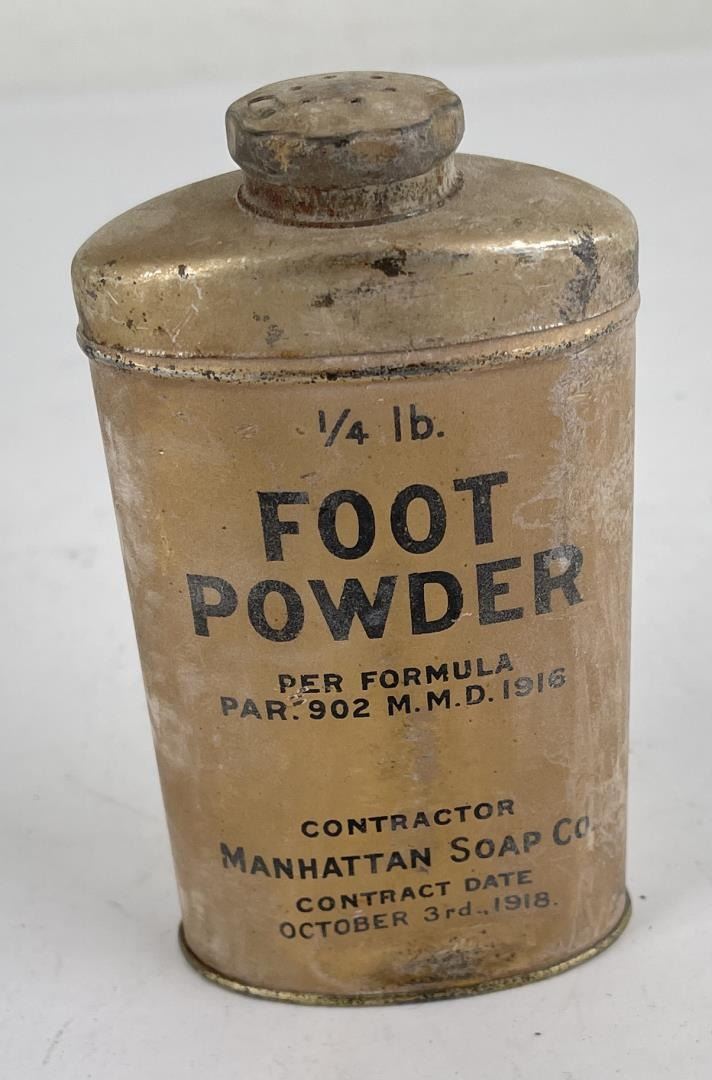 1/4 lb.
FOOT
POWDER
PER FORMULA
PAR. 902 M.M.D. 1916
CONTRACTOR
MANHATTAN SOAP CO.
CONTRACT DATE
OCTOBER 3rd., 1918.